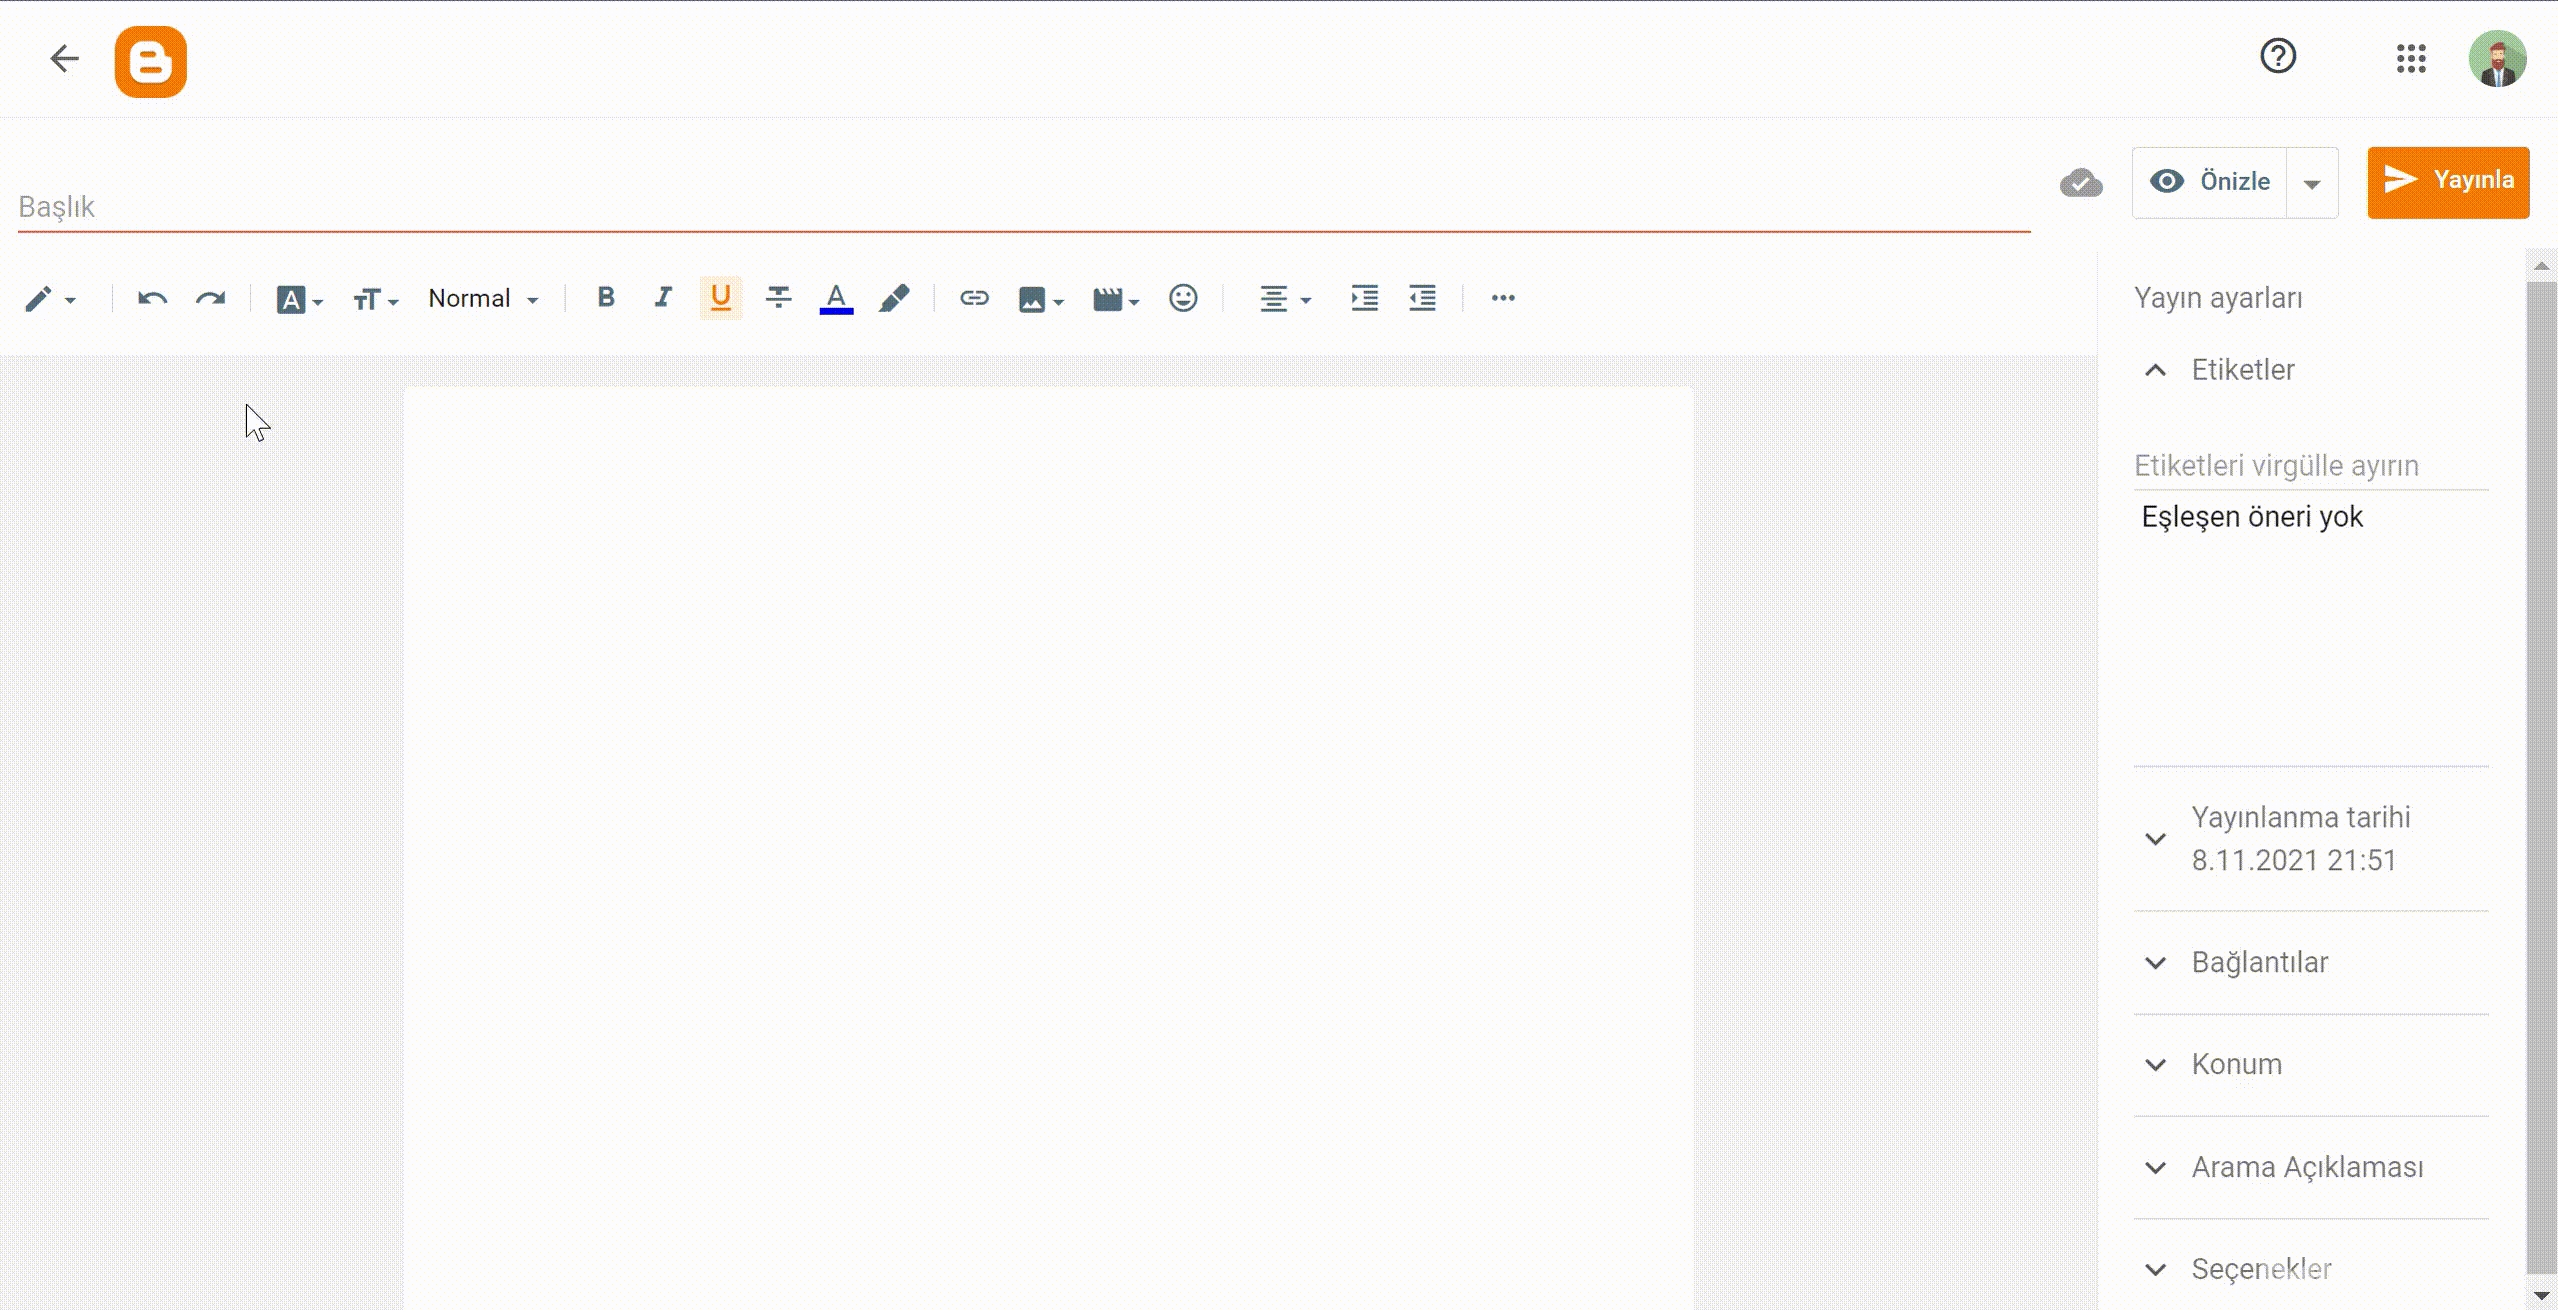 Başlık
Önizle
Yayınla
Normal
B I U A
Yayın ayarları
Etiketler
Etiketleri virgülle ayırın
Eşleşen öneri yok
Yayınlanma tarihi
8.11.2021 21:51
Bağlantılar
Konum
Arama Açıklaması
Seçenekler